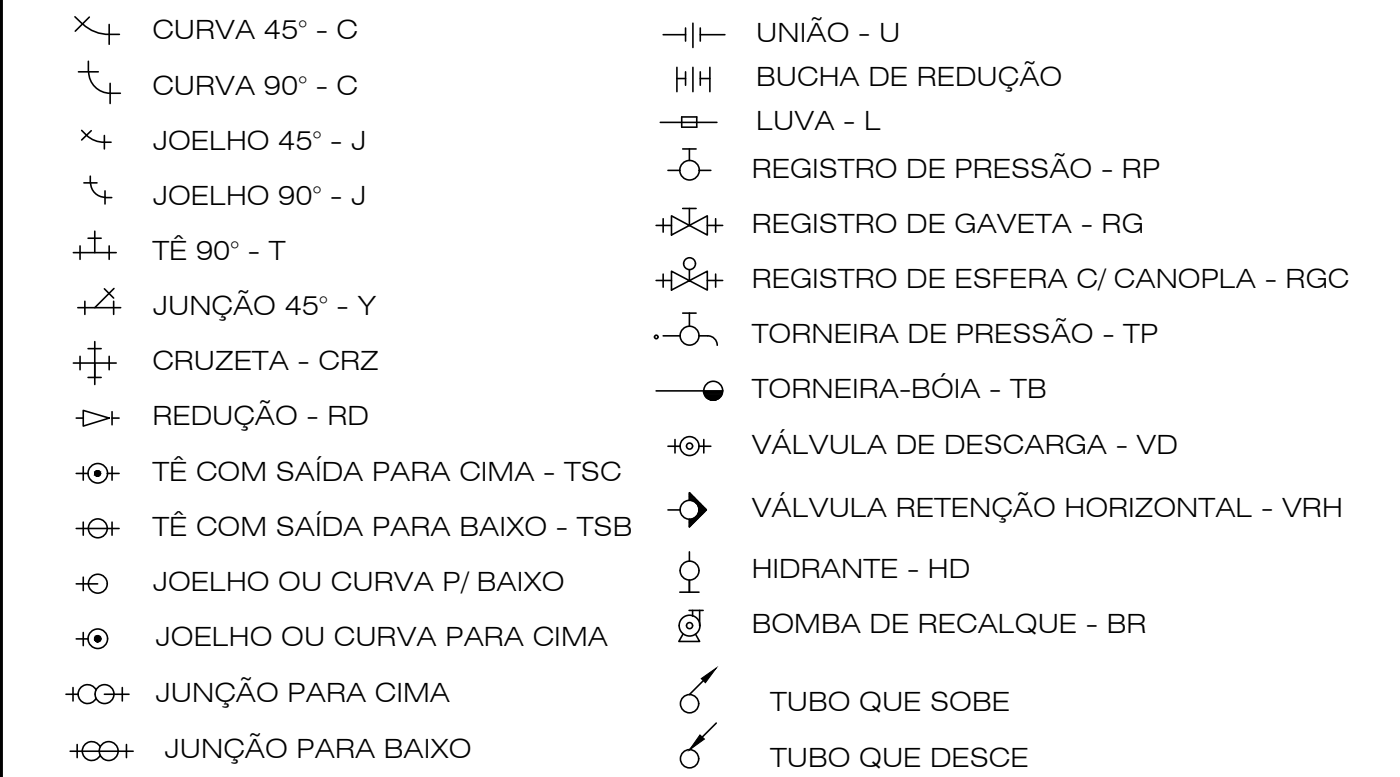 CURVA 45° - C
CURVA 90° - C
JOELHO 45° - J
JOELHO 90° - J
TÊ 90° - T
JUNÇÃO 45° - Y
CRUZETA - CRZ
REDUÇÃO - RD
TÊ COM SAÍDA PARA CIMA - TSC
TÊ COM SAÍDA PARA BAIXO - TSB
JOELHO OU CURVA P/ BAIXO
JOELHO OU CURVA PARA CIMA
JUNÇÃO PARA CIMA
JUNÇÃO PARA BAIXO
UNIÃO - U
BUCHA DE REDUÇÃO
LUVA - L
REGISTRO DE PRESSÃO - RP
REGISTRO DE GAVETA - RG
REGISTRO DE ESFERA C/ CANOPLA - RGC
TORNEIRA DE PRESSÃO - TP
TORNEIRA-BÓIA - TB
VÁLVULA DE DESCARGA - VD
VÁLVULA RETENÇÃO HORIZONTAL - VRH
HIDRANTE - HD
BOMBA DE RECALQUE - BR
TUBO QUE SOBE
TUBO QUE DESCE